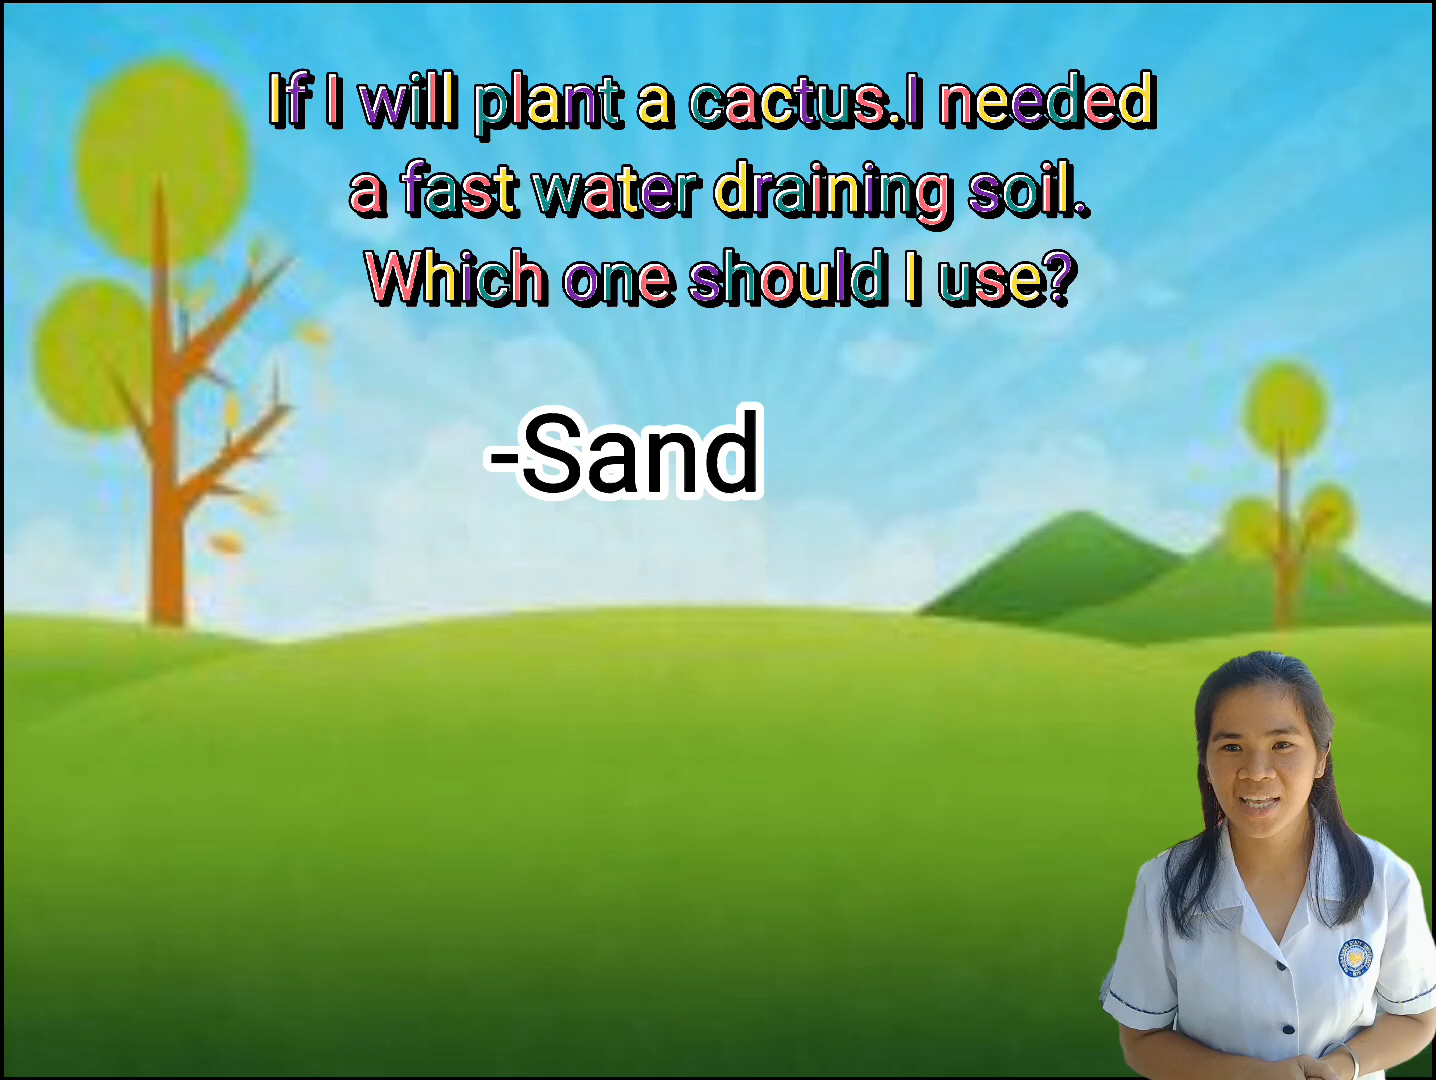 If I will plant a cactus.I needed
a fast water draining soil.
Which one should I use?
-Sand